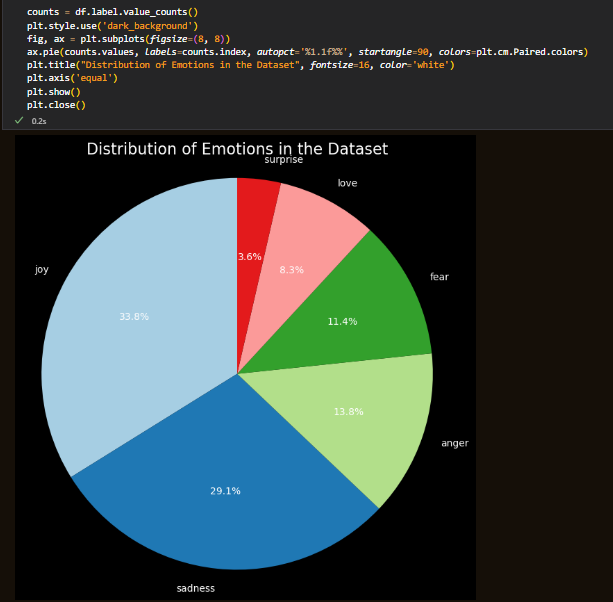 counts = df.label.value_counts()
plt.style.use('dark_background')
fig, ax = plt.subplots(figsize=(8, 8))
ax.pie(counts.values, labels=counts.index, autopct='%1.1f%%', startangle=90, colors=plt.cm.Paired.colors)
plt.title("Distribution of Emotions in the Dataset", fontsize=16, color='white')
plt.axis('equal')
plt.show()
plt.close()
0.2s
Distribution of Emotions in the Dataset
surprise
love
3.6%
8.3%
joy
fear
33.8%
11.4%
13.8%
anger
29.1%
sadness